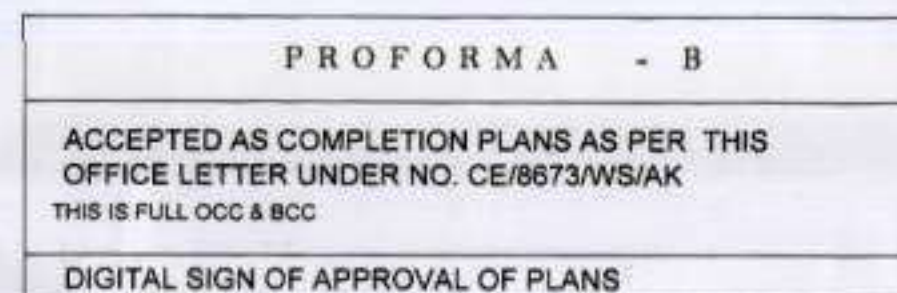 PROFORMA - B
ACCEPTED AS COMPLETION PLANS AS PER THIS
OFFICE LETTER UNDER NO. CE/8673/WS/AK
THIS IS FULL OCC & BCC
DIGITAL SIGN OF APPROVAL OF PLANS